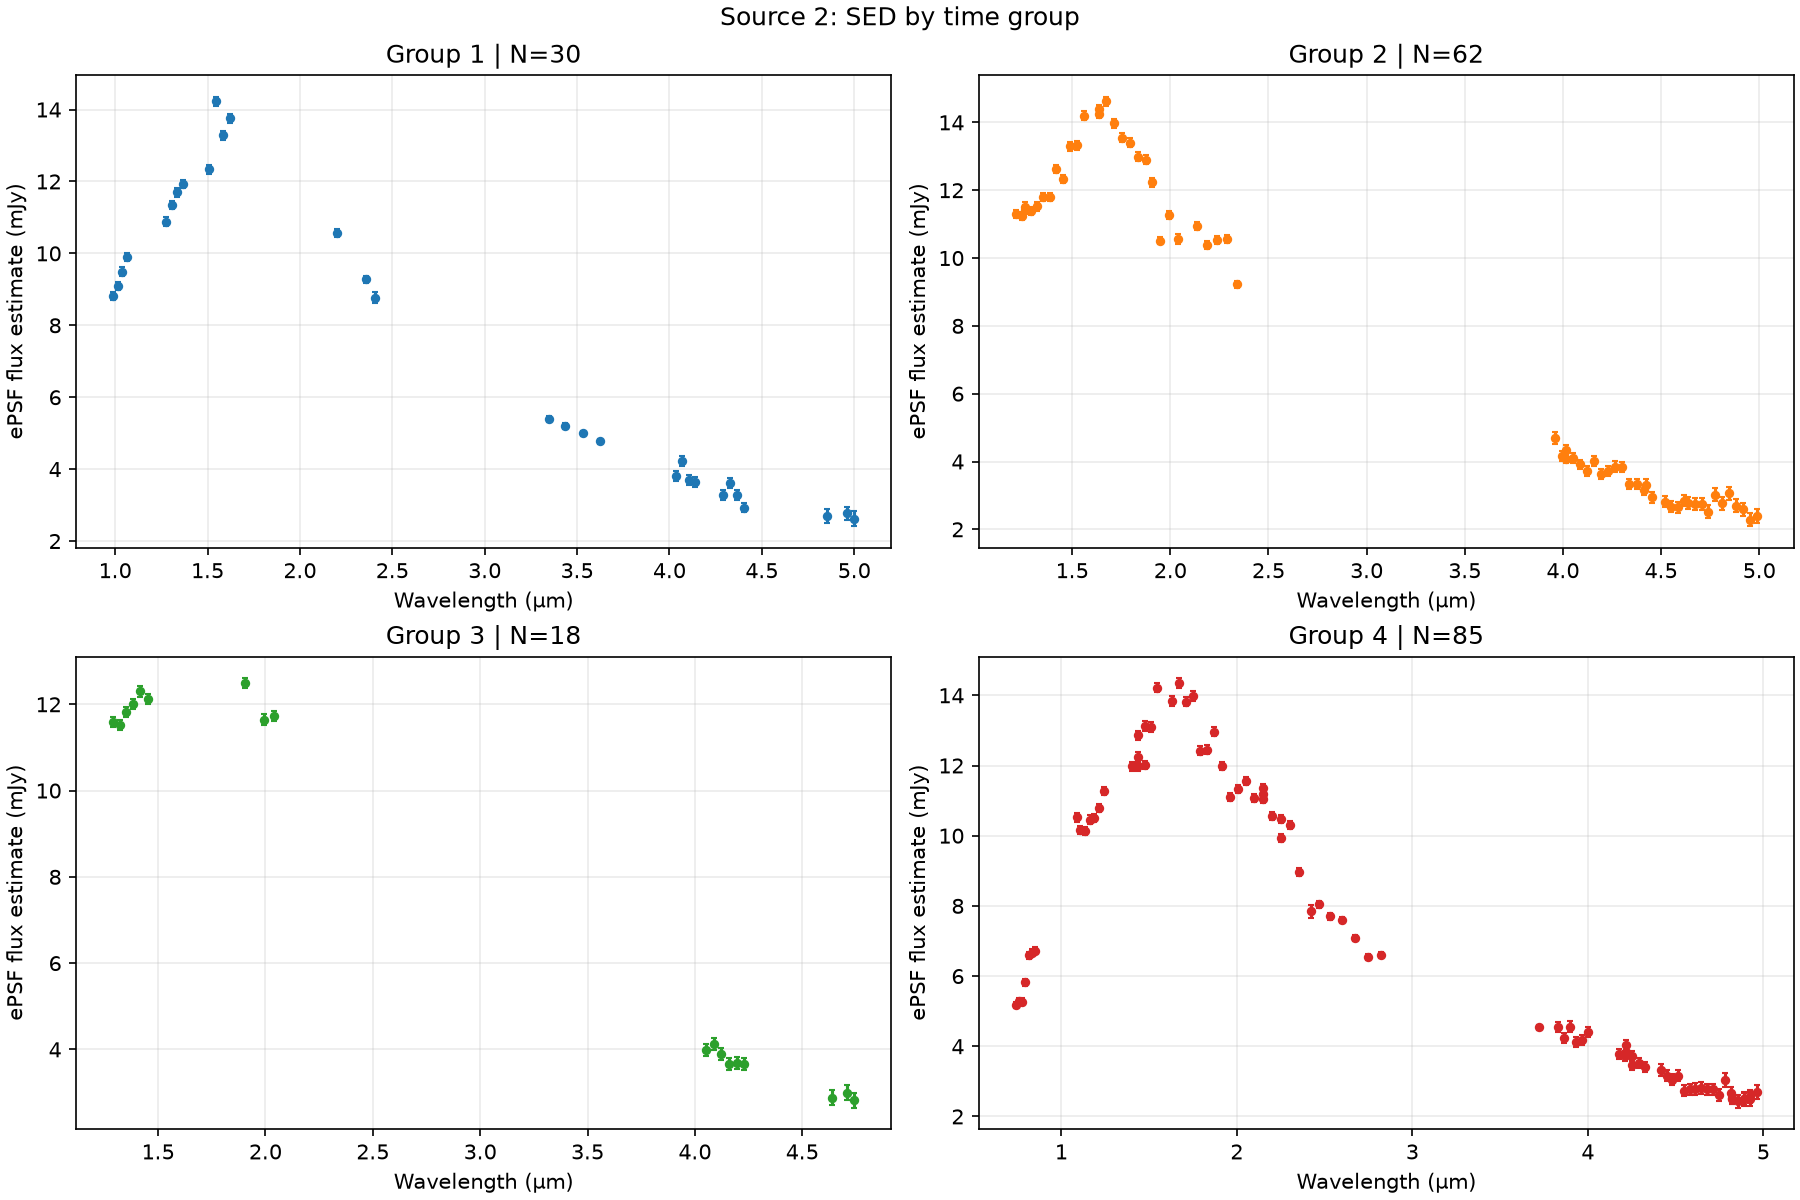 Source 2: SED by time group
Group 1 | N=30
ePSF flux estimate (mJy)
14
12
10
8
6
4
2
1.0 1.5 2.0 2.5 3.0 3.5 4.0 4.5 5.0
Wavelength (µm)
Group 2 | N=62
ePSF flux estimate (mJy)
14
12
10
8
6
4
2
1.5 2.0 2.5 3.0 3.5 4.0 4.5 5.0
Wavelength (µm)
Group 3 | N=18
ePSF flux estimate (mJy)
12
10
8
6
4
1.5 2.0 2.5 3.0 3.5 4.0 4.5
Wavelength (µm)
Group 4 | N=85
ePSF flux estimate (mJy)
14
12
10
8
6
4
2
1 2 3 4 5
Wavelength (µm)